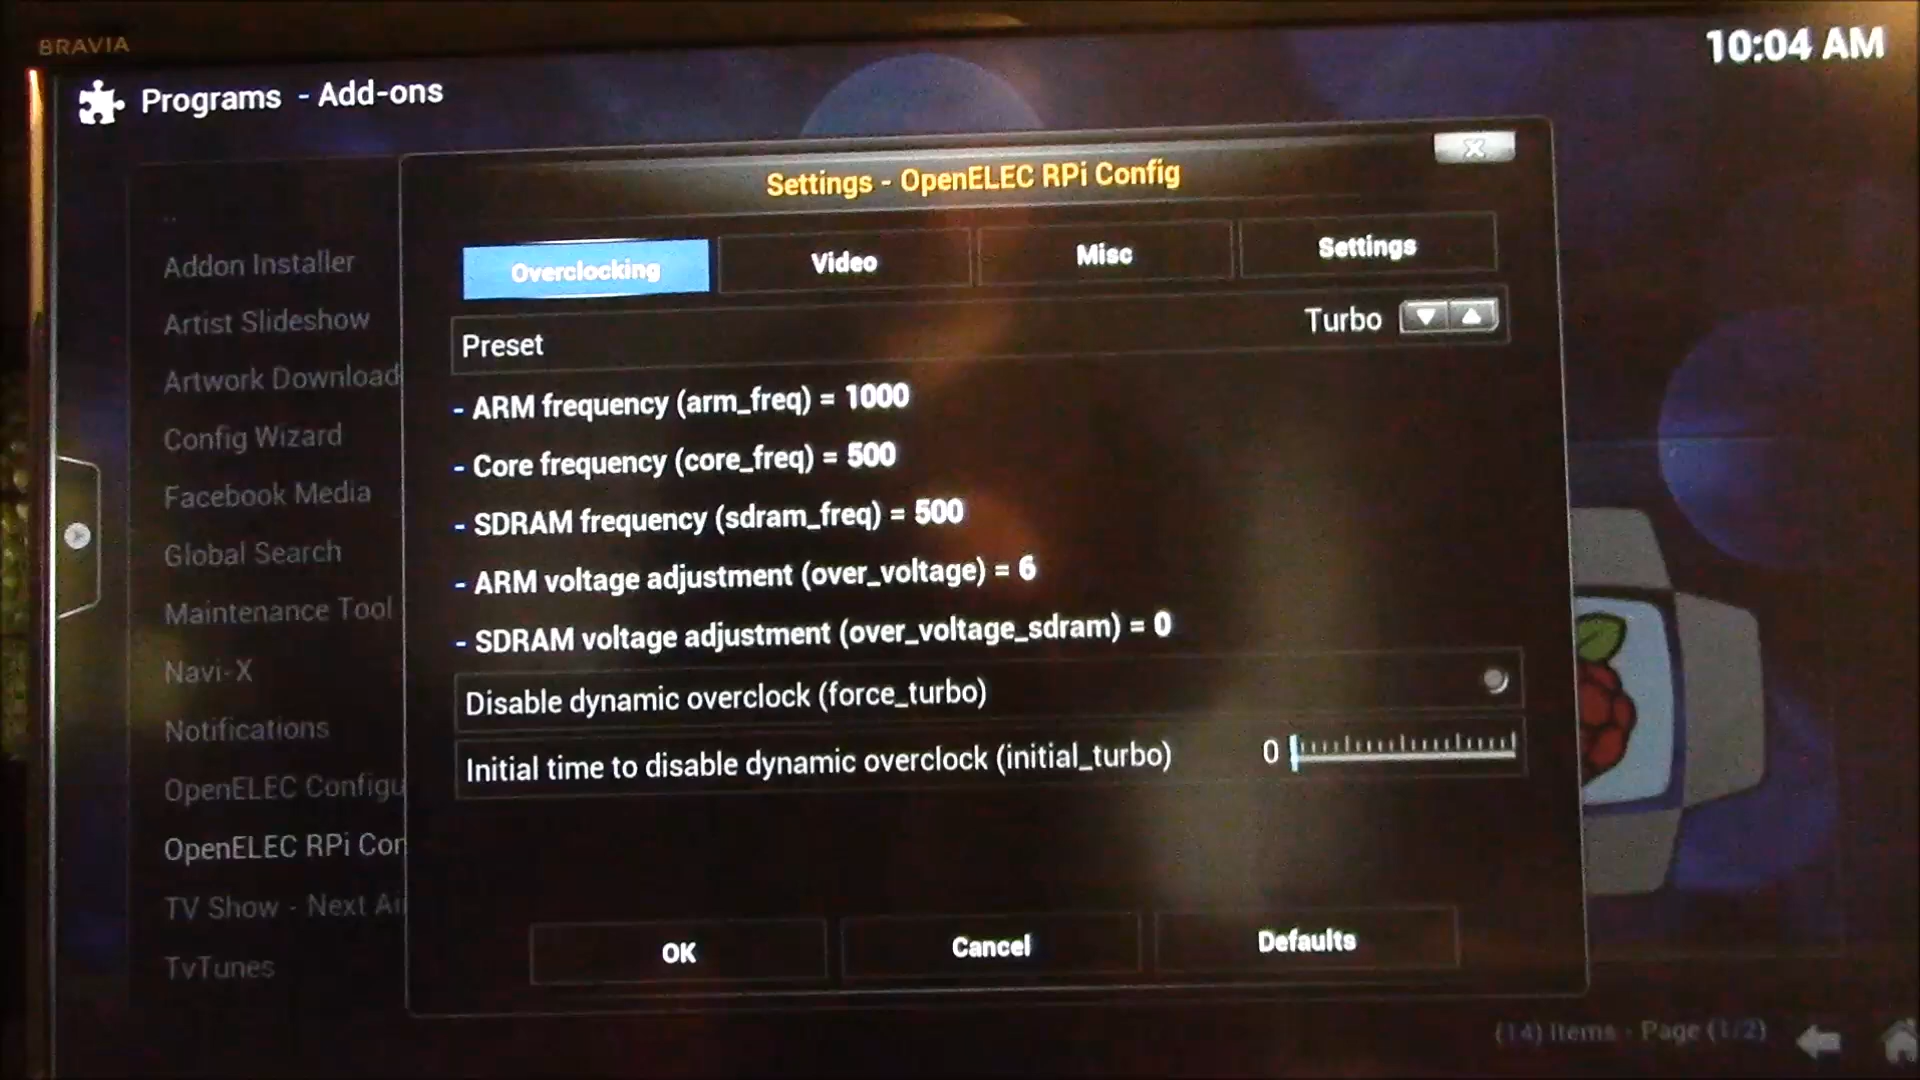 BRAVIA
10:04 AM
Programs - Add-ons
Settings - OpenELEC RPi Config
Overclocking
Video
Misc
Settings
Preset
Turbo
- ARM frequency (arm_freq) = 1000
- Core frequency (core_freq) = 500
- SDRAM frequency (sdram_freq) = 500
- ARM voltage adjustment (over_voltage) = 6
- SDRAM voltage adjustment (over_voltage_sdram) = 0
Disable dynamic overclock (force_turbo)
Initial time to disable dynamic overclock (initial_turbo)
0
OK
Cancel
Defaults
..
Addon Installer
Artist Slideshow
Artwork Download
Config Wizard
Facebook Media
Global Search
Maintenance Tool
Navi-X
Notifications
OpenELEC Configu
OpenELEC RPi Con
TV Show - Next Ai
TvTunes
(14) Items - Page (1/2)